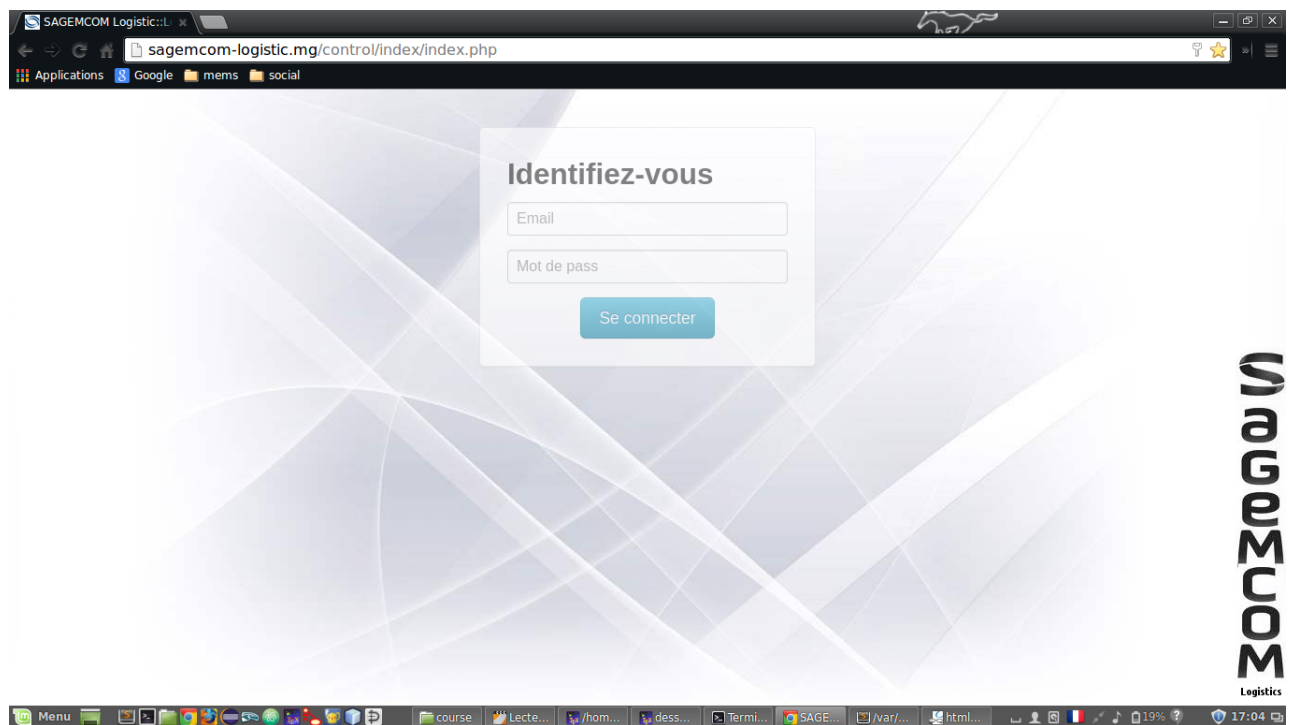 SAGEMCOM Logistic::L
sagemcom-logistic.mg/control/index/index.php
Applications Google mems social
Identifiez-vous
Email
Mot de pass
Se connecter
SAGEMCOM
Logistics
Menu course Lecte... /hom... dess... Termi... SAGE... /var/... html... 19% 17:04